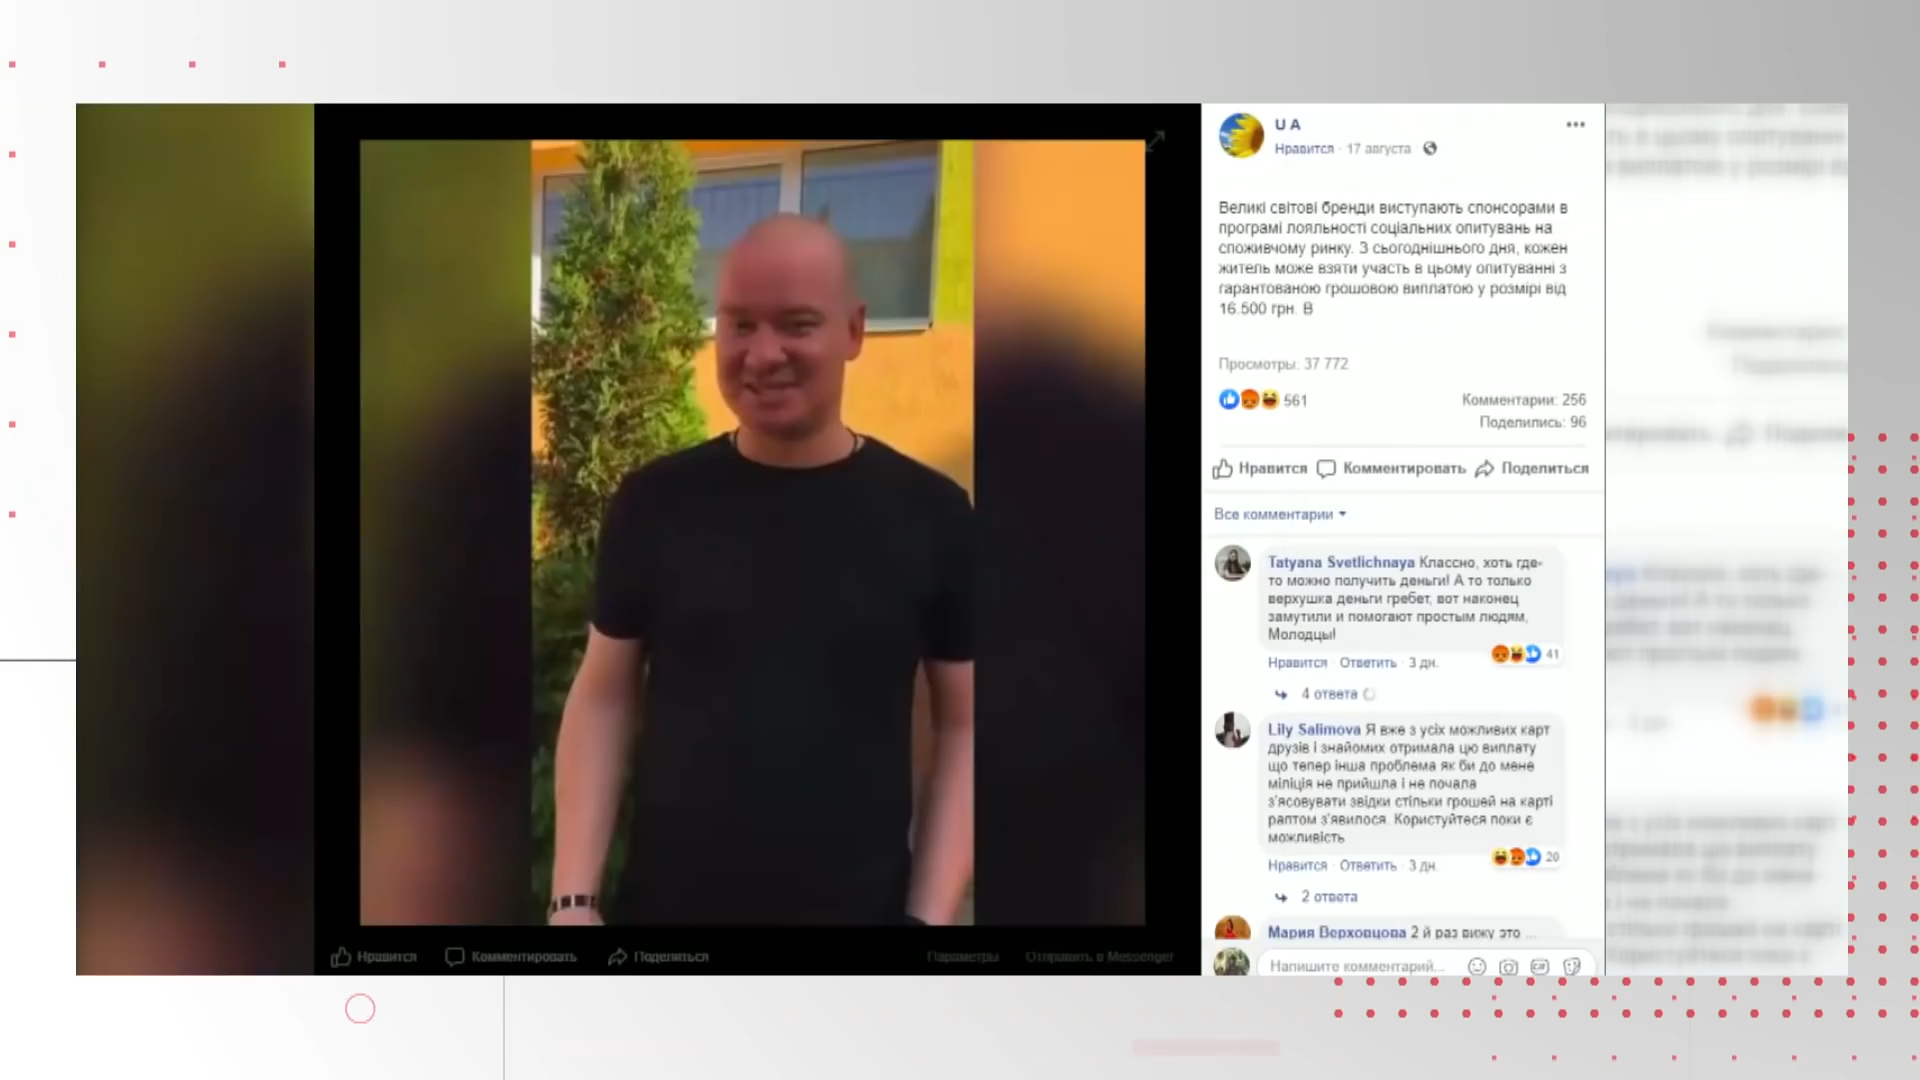 U A
Нравится · 17 августа
Великі світові бренди виступають спонсорами в
програмі лояльності соціальних опитувань на
споживчому ринку. З сьогоднішнього дня, кожен
житель може взяти участь в цьому опитуванні з
гарантованою грошовою виплатою у розмірі від
16.500 грн. В
Просмотры: 37 772
561
Комментарии: 256
Поделились: 96
Нравится Комментировать Поделиться
Все комментарии
Tatyana Svetlichnaya Классно, хоть где-
то можно получить деньги! А то только
верхушка деньги гребет, вот наконец
замутили и помогают простым людям,
Молодцы!
41
Нравится · Ответить · 3 дн.
4 ответа
Lily Salimova Я вже з усіх можливих карт
друзів і знайомих отримала цю виплату
що тепер інша проблема як би до мене
міліція не прийшла і не почала
з'ясовувати звідки стільки грошей на карті
раптом з'явилося. Користуйтеся поки є
можливість
20
Нравится · Ответить · 3 дн.
2 ответа
Мария Верховцова 2 й раз вижу это ...
Напишите комментарий...
GIF
Нравится Комментировать Поделиться Параметры Отправить в Messenger